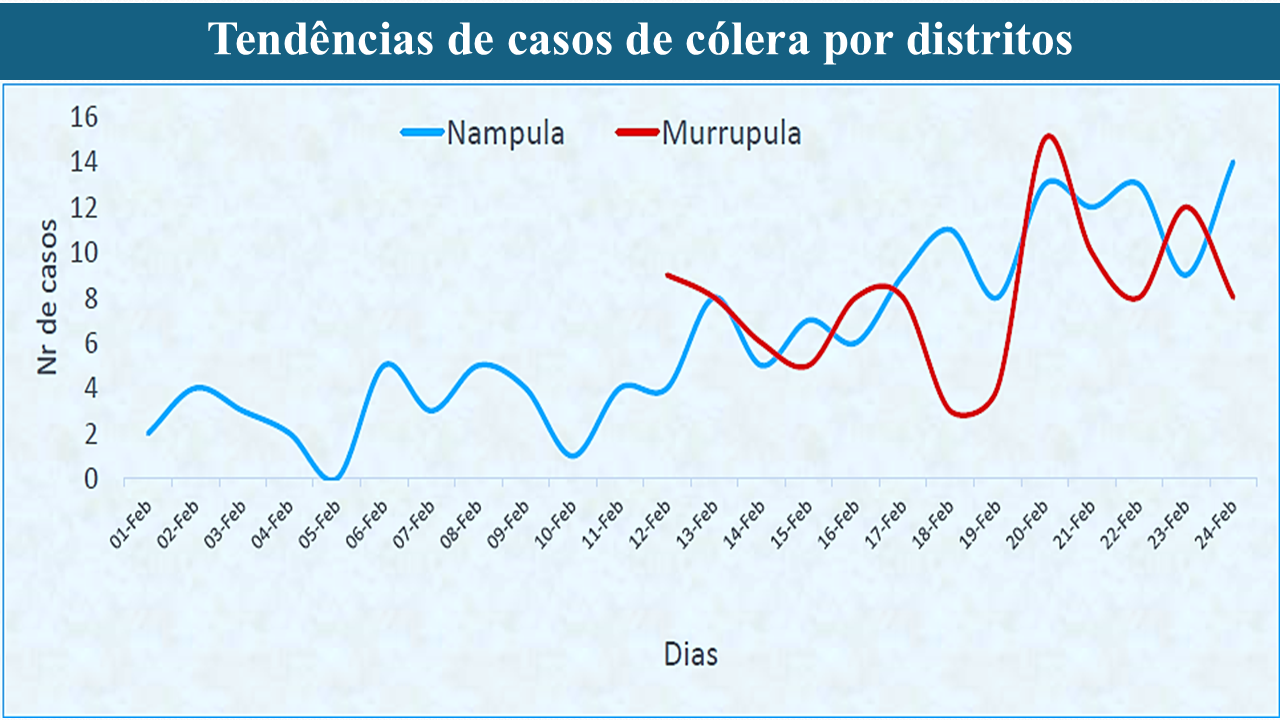 Tendências de casos de cólera por distritos
Nampula Murrupula
Nr de casos
16
14
12
10
8
6
4
2
0
01-Feb 02-Feb 03-Feb 04-Feb 05-Feb 06-Feb 07-Feb 08-Feb 09-Feb 10-Feb 11-Feb 12-Feb 13-Feb 14-Feb 15-Feb 16-Feb 17-Feb 18-Feb 19-Feb 20-Feb 21-Feb 22-Feb 23-Feb 24-Feb
Dias